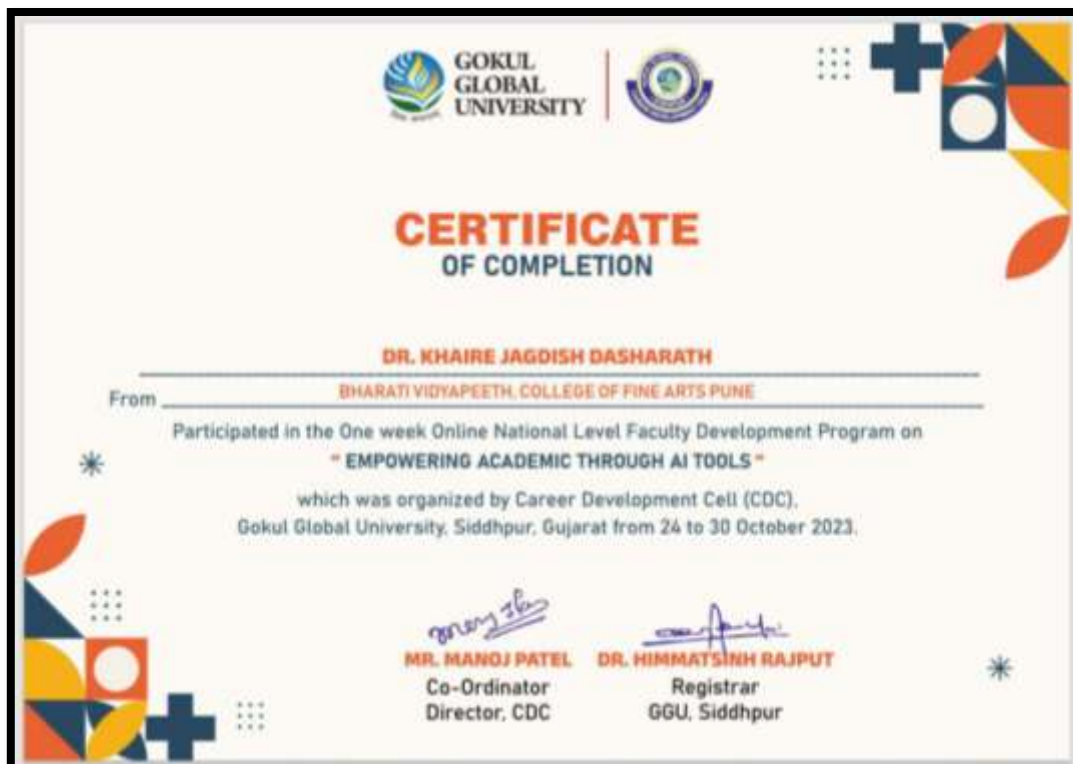 GOKUL
GLOBAL
UNIVERSITY
CERTIFICATE
OF COMPLETION
DR. KHAIRE JAGDISH DASHARATH
From BHARATI VIDYAPEETH, COLLEGE OF FINE ARTS PUNE
Participated in the One week Online National Level Faculty Development Program on
" EMPOWERING ACADEMIC THROUGH AI TOOLS "
which was organized by Career Development Cell (CDC),
Gokul Global University, Siddhpur, Gujarat from 24 to 30 October 2023.
MR. MANOJ PATEL DR. HIMMATSINH RAJPUT
Co-Ordinator Registrar
Director, CDC GGU, Siddhpur